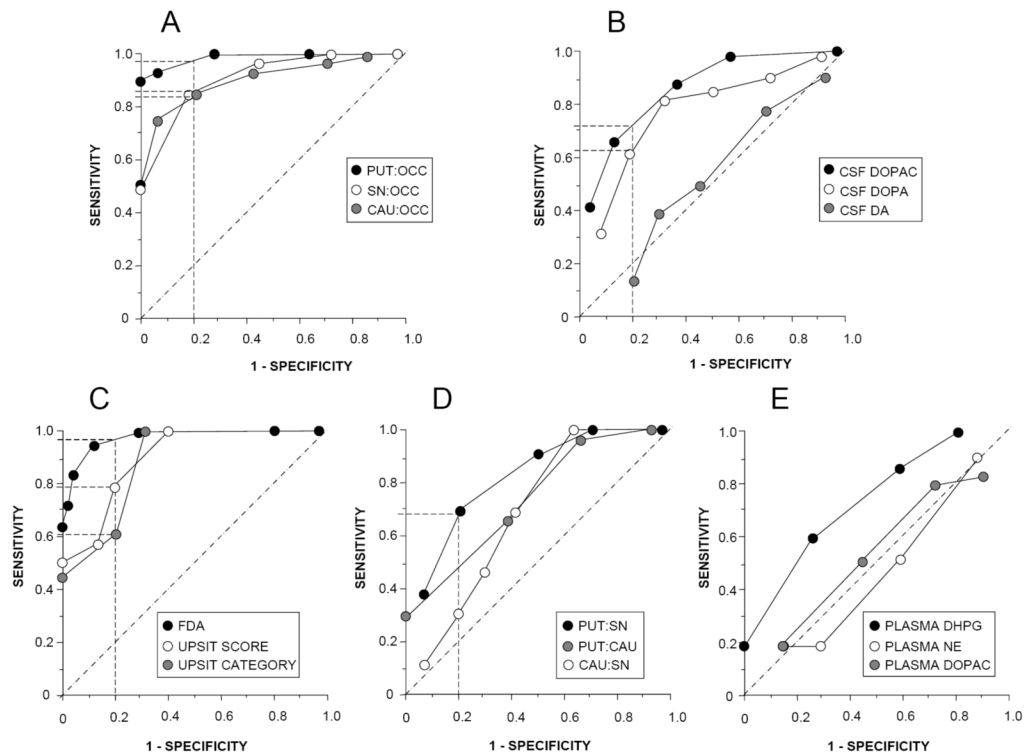 A
B
1.0
0.8
0.6
0.4
0.2
0
SENSITIVITY
0 0.2 0.4 0.6 0.8 1.0
1 - SPECIFICITY
PUT:OCC
SN:OCC
CAU:OCC
1.0
0.8
0.6
0.4
0.2
0
SENSITIVITY
0 0.2 0.4 0.6 0.8 1.0
1 - SPECIFICITY
CSF DOPAC
CSF DOPA
CSF DA
C
D
E
1.0
0.8
0.6
0.4
0.2
0
SENSITIVITY
0 0.2 0.4 0.6 0.8 1.0
1 - SPECIFICITY
FDA
UPSIT SCORE
UPSIT CATEGORY
1.0
0.8
0.6
0.4
0.2
0
SENSITIVITY
0 0.2 0.4 0.6 0.8 1.0
1 - SPECIFICITY
PUT:SN
PUT:CAU
CAU:SN
1.0
0.8
0.6
0.4
0.2
0
SENSITIVITY
0 0.2 0.4 0.6 0.8 1.0
1 - SPECIFICITY
PLASMA DHPG
PLASMA NE
PLASMA DOPAC